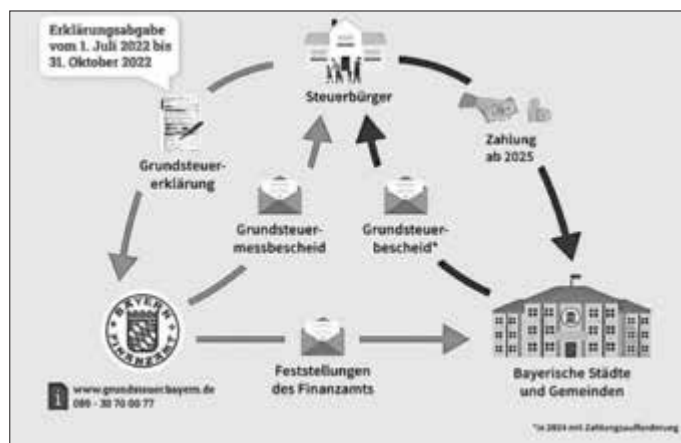 Erklärungsabgabe
vom 1. Juli 2022 bis
31. Oktober 2022
Steuerbürger
Grundsteuer-
erklärung
Zahlung
ab 2025
Grundsteuer-
messbescheid
Grundsteuer-
bescheid*
BAYERN
FINANZAMT
Feststellungen
des Finanzamts
Bayerische Städte
und Gemeinden
www.grundsteuer.bayern.de
089 - 30 70 00 77
*in 2024 mit Zahlungsaufforderung